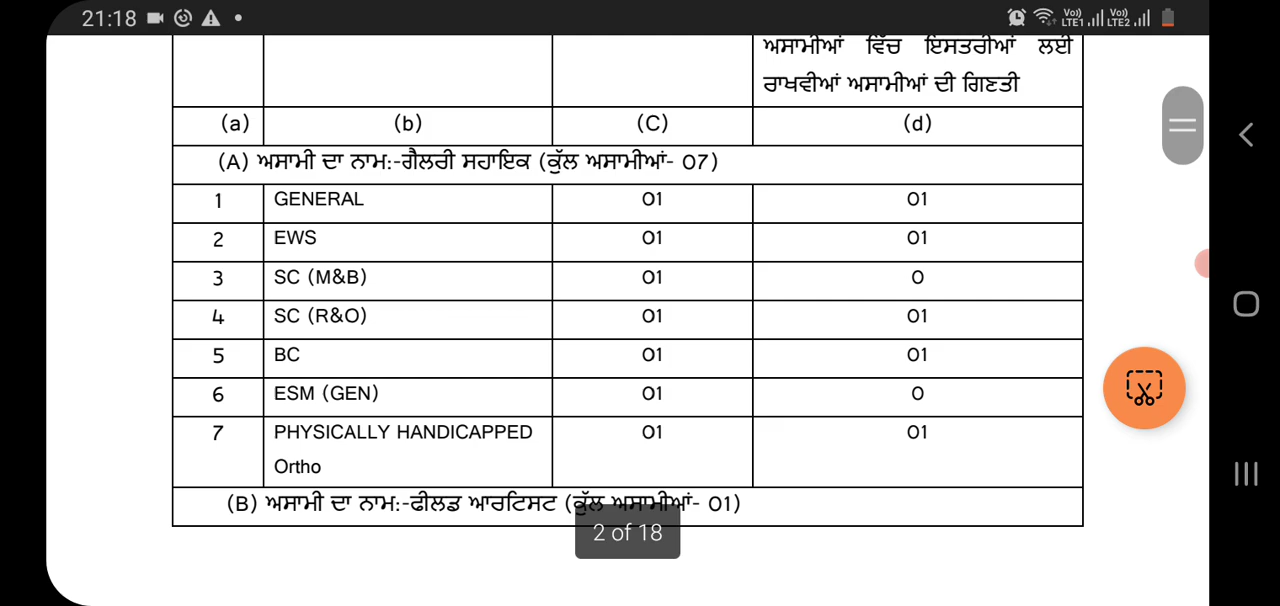 21:18
Vo)) LTE1 Vo)) LTE2
ਅਸਾਮੀਆਂ ਵਿੱਚ ਇਸਤਰੀਆਂ ਲਈ
ਰਾਖਵੀਆਂ ਅਸਾਮੀਆਂ ਦੀ ਗਿਣਤੀ
(a) (b) (C) (d)
(A) ਅਸਾਮੀ ਦਾ ਨਾਮ:-ਗੈਲਰੀ ਸਹਾਇਕ (ਕੁੱਲ ਅਸਾਮੀਆਂ- 07)
1 GENERAL 01 01
2 EWS 01 01
3 SC (M&B) 01 0
4 SC (R&O) 01 01
5 BC 01 01
6 ESM (GEN) 01 0
7 PHYSICALLY HANDICAPPED 01 01
Ortho
(B) ਅਸਾਮੀ ਦਾ ਨਾਮ:-ਫੀਲਡ ਆਰਟਿਸਟ (ਕੁੱਲ ਅਸਾਮੀਆਂ- 01)
2 of 18